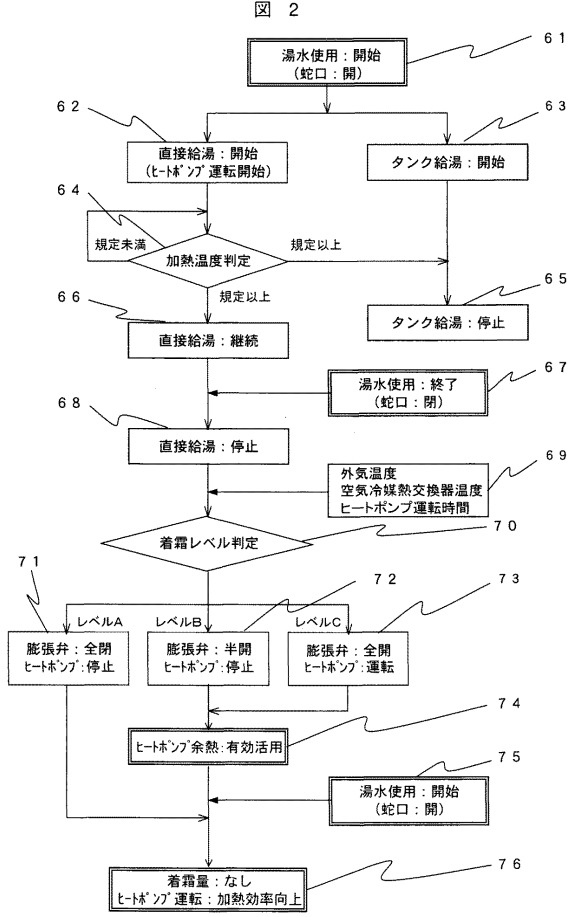 図 2
61
湯水使用:開始
(蛇口:開)
62
63
直接給湯:開始
(ﾋｰﾄﾎﾟﾝﾌﾟ運転開始)
タンク給湯:開始
64
規定未満
加熱温度判定
規定以上
規定以上
65
66
直接給湯:継続
タンク給湯:停止
67
湯水使用:終了
(蛇口:閉)
68
直接給湯:停止
69
外気温度
空気冷媒熱交換器温度
ヒートポンプ運転時間
着霜レベル判定
70
71
72
73
レベルA
レベルB
レベルC
膨張弁:全閉
ﾋｰﾄﾎﾟﾝﾌﾟ:停止
膨張弁:半開
ﾋｰﾄﾎﾟﾝﾌﾟ:停止
膨張弁:全開
ﾋｰﾄﾎﾟﾝﾌﾟ:運転
74
ﾋｰﾄﾎﾟﾝﾌﾟ余熱:有効活用
75
湯水使用:開始
(蛇口:開)
76
着霜量:なし
ﾋｰﾄﾎﾟﾝﾌﾟ運転:加熱効率向上